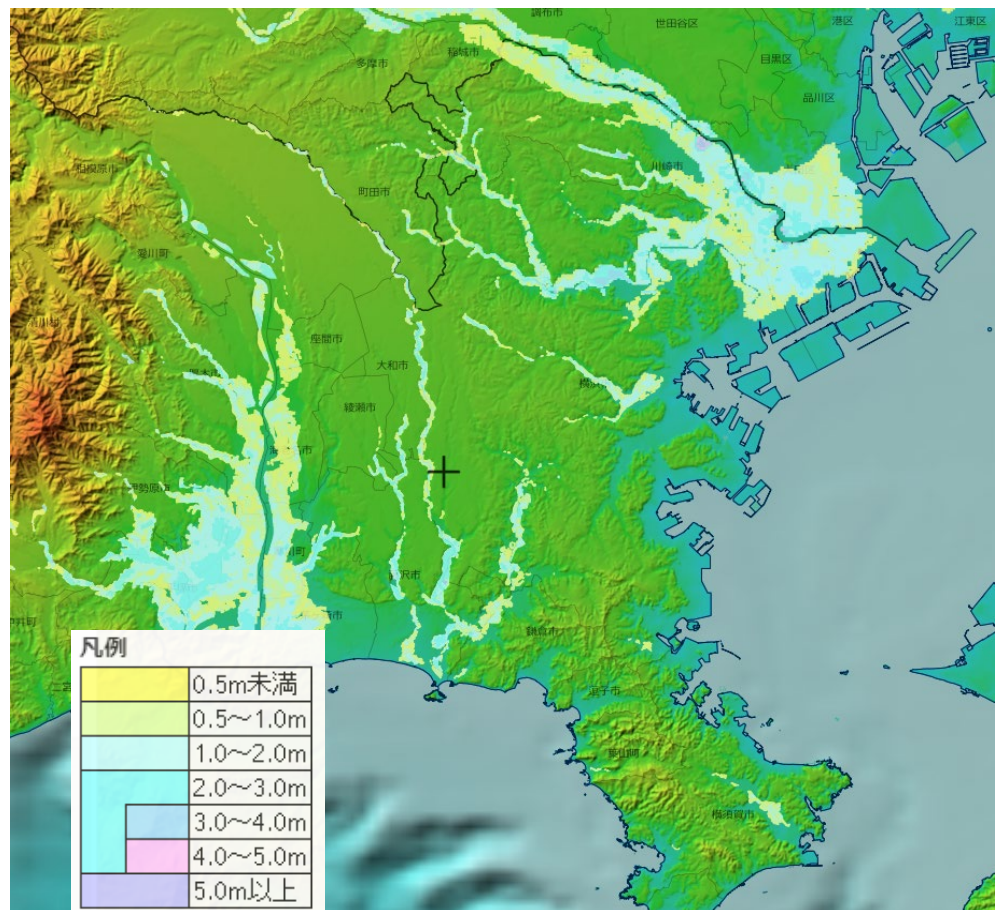 調布市
世田谷区
港区
江東区
稲城市
多摩市
目黒区
品川区
川崎市
相模原市
町田市
愛川町
座間市
大和市
綾瀬市
伊勢原市
鎌倉市
逗子市
葉山町
横須賀市
凡例
0.5m未満
0.5～1.0m
1.0～2.0m
2.0～3.0m
3.0～4.0m
4.0～5.0m
5.0m以上